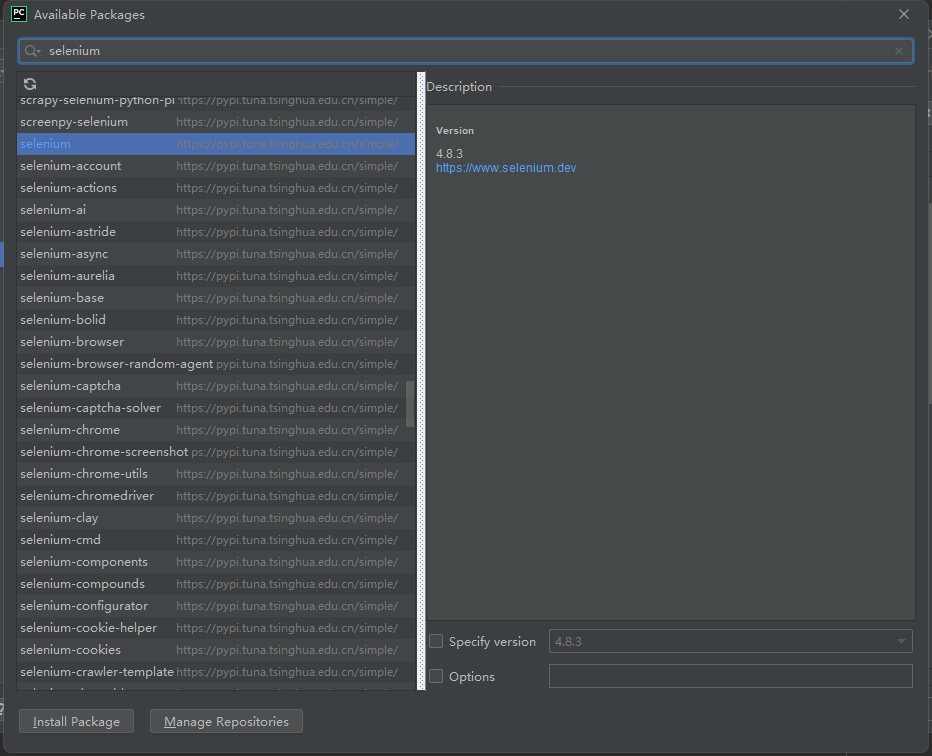 PC Available Packages
selenium
scrapy-selenium-python-pi https://pypi.tuna.tsinghua.edu.cn/simple/
screenpy-selenium https://pypi.tuna.tsinghua.edu.cn/simple/
selenium https://pypi.tuna.tsinghua.edu.cn/simple/
selenium-account https://pypi.tuna.tsinghua.edu.cn/simple/
selenium-actions https://pypi.tuna.tsinghua.edu.cn/simple/
selenium-ai https://pypi.tuna.tsinghua.edu.cn/simple/
selenium-astride https://pypi.tuna.tsinghua.edu.cn/simple/
selenium-async https://pypi.tuna.tsinghua.edu.cn/simple/
selenium-aurelia https://pypi.tuna.tsinghua.edu.cn/simple/
selenium-base https://pypi.tuna.tsinghua.edu.cn/simple/
selenium-bolid https://pypi.tuna.tsinghua.edu.cn/simple/
selenium-browser https://pypi.tuna.tsinghua.edu.cn/simple/
selenium-browser-random-agent pypi.tuna.tsinghua.edu.cn/simple/
selenium-captcha https://pypi.tuna.tsinghua.edu.cn/simple/
selenium-captcha-solver https://pypi.tuna.tsinghua.edu.cn/simple/
selenium-chrome https://pypi.tuna.tsinghua.edu.cn/simple/
selenium-chrome-screenshot ps://pypi.tuna.tsinghua.edu.cn/simple/
selenium-chrome-utils https://pypi.tuna.tsinghua.edu.cn/simple/
selenium-chromedriver https://pypi.tuna.tsinghua.edu.cn/simple/
selenium-clay https://pypi.tuna.tsinghua.edu.cn/simple/
selenium-cmd https://pypi.tuna.tsinghua.edu.cn/simple/
selenium-components https://pypi.tuna.tsinghua.edu.cn/simple/
selenium-compounds https://pypi.tuna.tsinghua.edu.cn/simple/
selenium-configurator https://pypi.tuna.tsinghua.edu.cn/simple/
selenium-cookie-helper https://pypi.tuna.tsinghua.edu.cn/simple/
selenium-cookies https://pypi.tuna.tsinghua.edu.cn/simple/
selenium-crawler-template https://pypi.tuna.tsinghua.edu.cn/simple/
Description
Version
4.8.3
https://www.selenium.dev
Specify version 4.8.3
Options
Install Package Manage Repositories